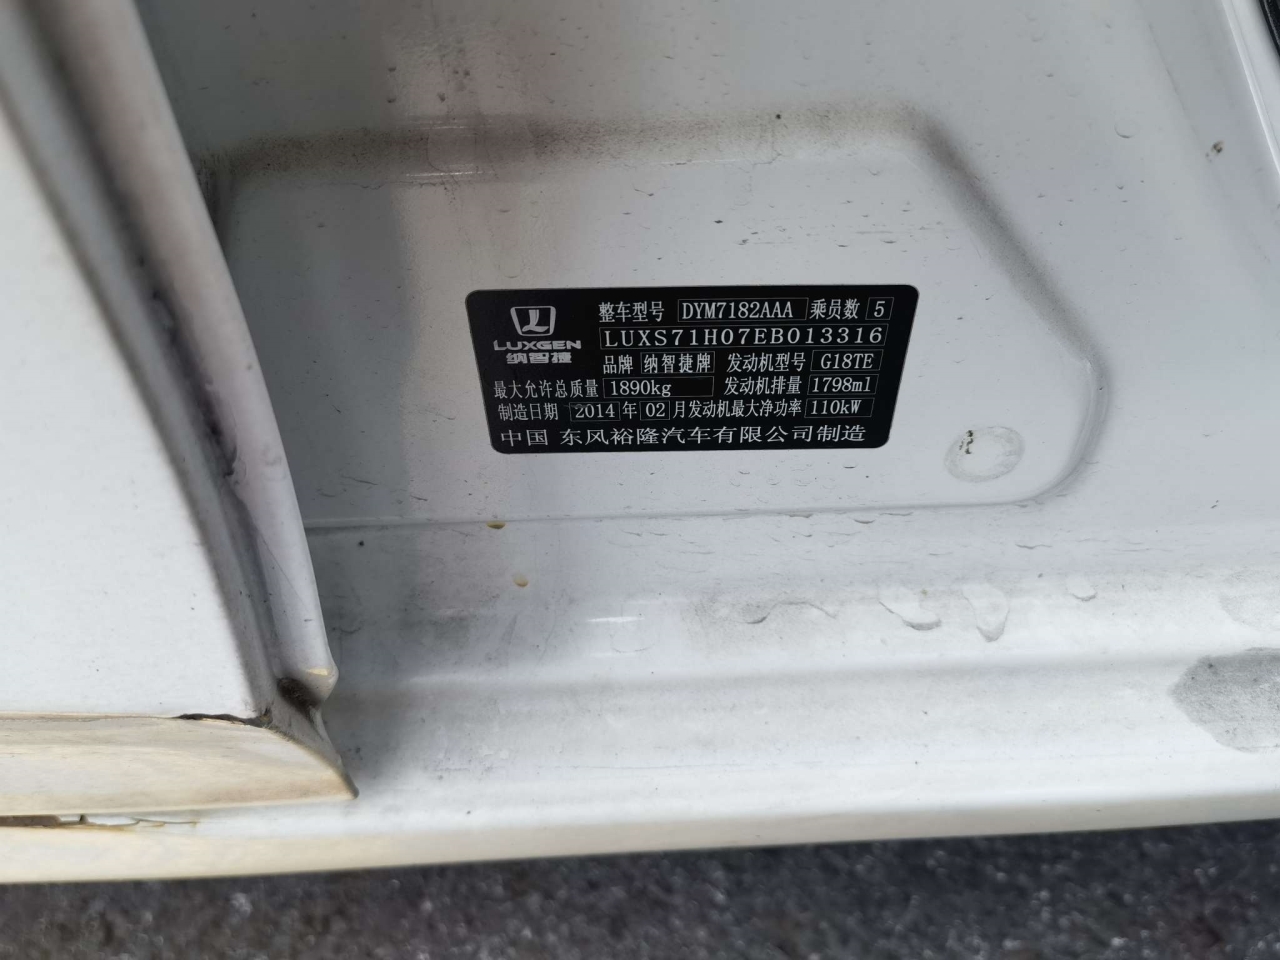 整车型号 DYM7182AAA 乘员数 5
LUXGEN
纳智捷
LUXS71H07EB013316
品牌 纳智捷牌 发动机型号 G18TE
最大允许总质量 1890kg 发动机排量 1798ml
制造日期 2014 年 02 月 发动机最大净功率 110kW
中国 东风裕隆汽车有限公司制造